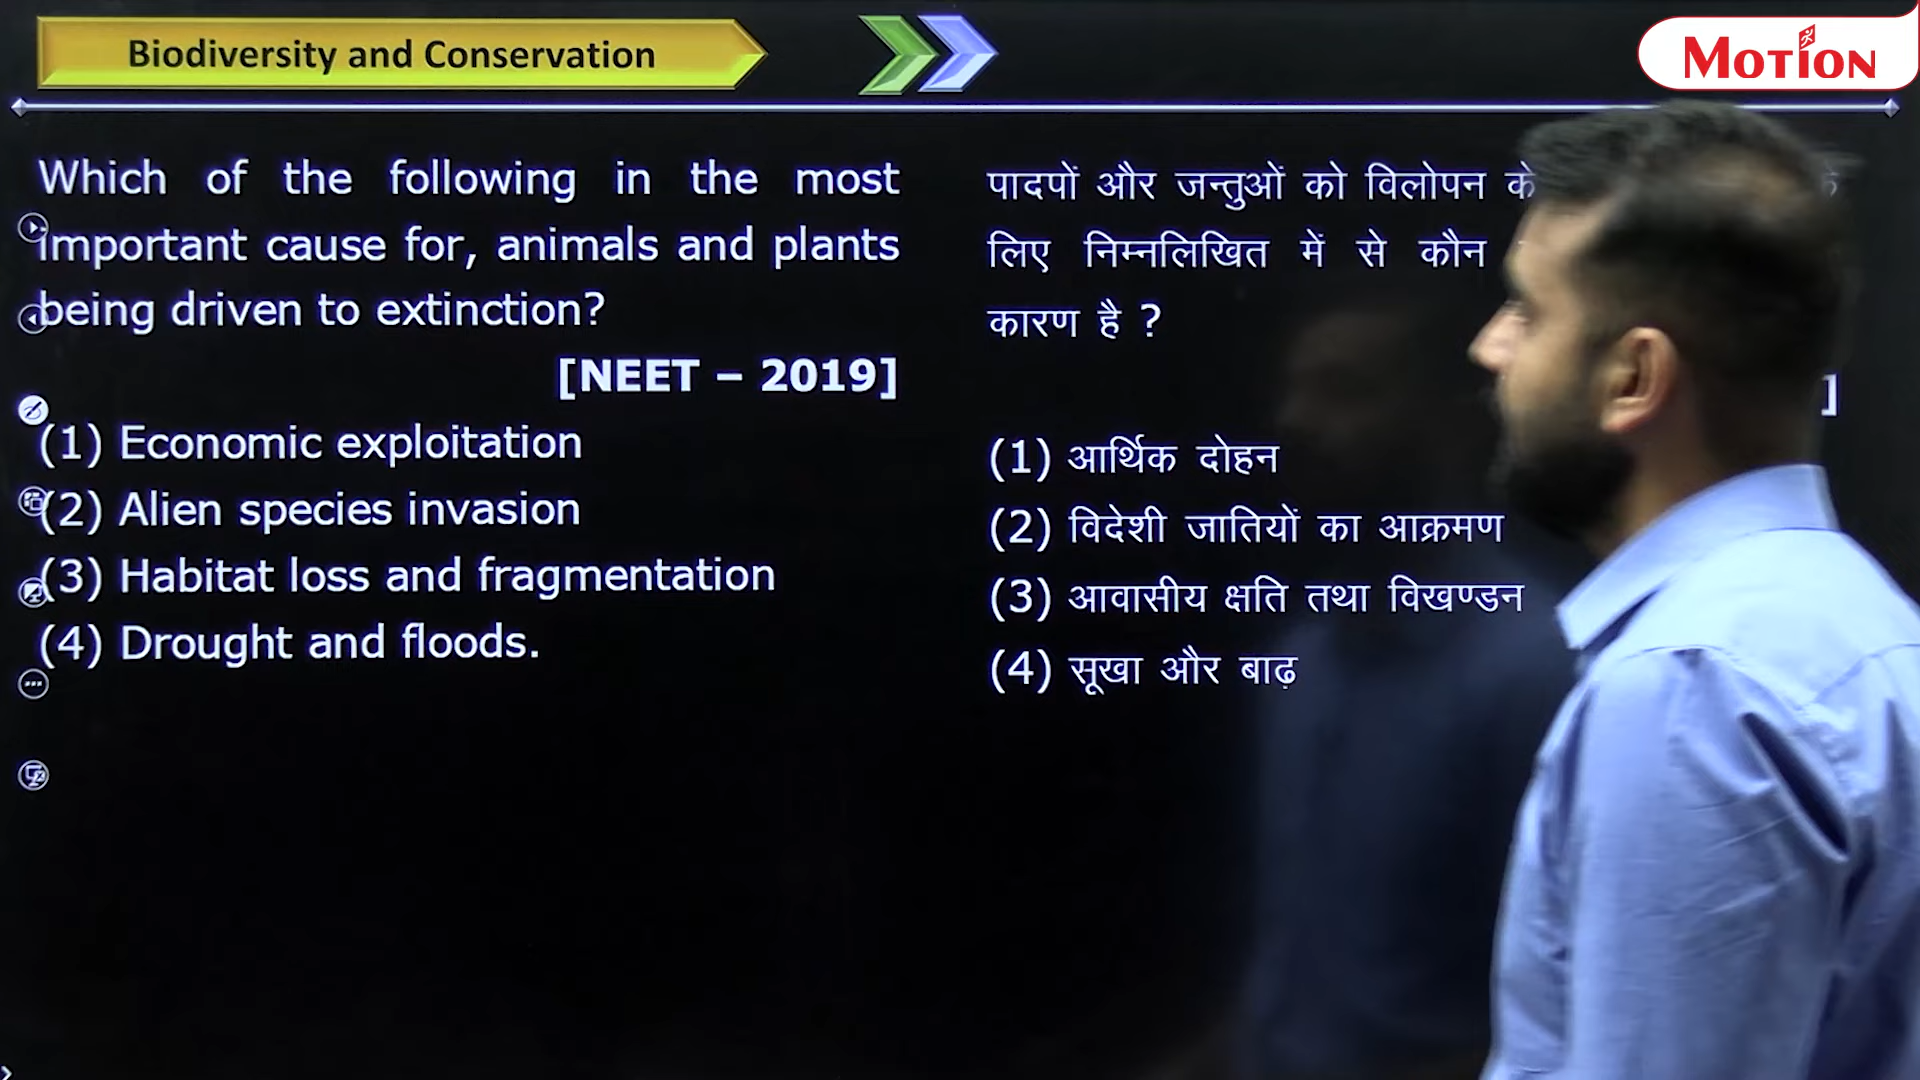 Biodiversity and Conservation
MOTION
Which of the following in the most
important cause for, animals and plants
being driven to extinction?
[NEET – 2019]
(1) Economic exploitation
(2) Alien species invasion
(3) Habitat loss and fragmentation
(4) Drought and floods.
पादपों और जन्तुओं को विलोपन के
लिए निम्नलिखित में से कौन
कारण है ?
]
(1) आर्थिक दोहन
(2) विदेशी जातियों का आक्रमण
(3) आवासीय क्षति तथा विखण्डन
(4) सूखा और बाढ़